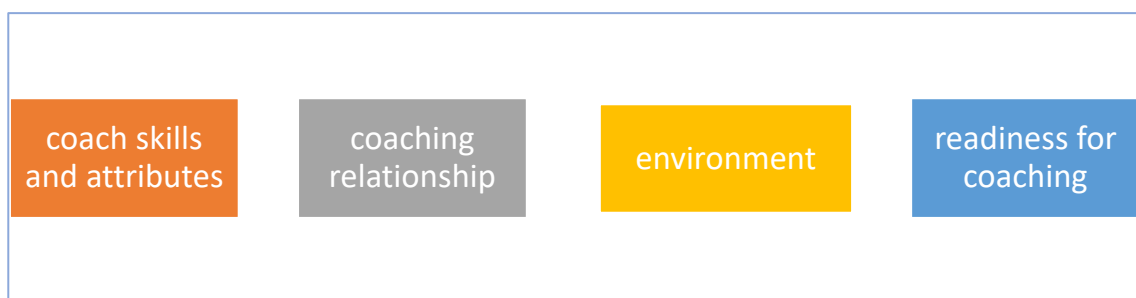 coach skills
and attributes
coaching
relationship
environment
readiness for
coaching